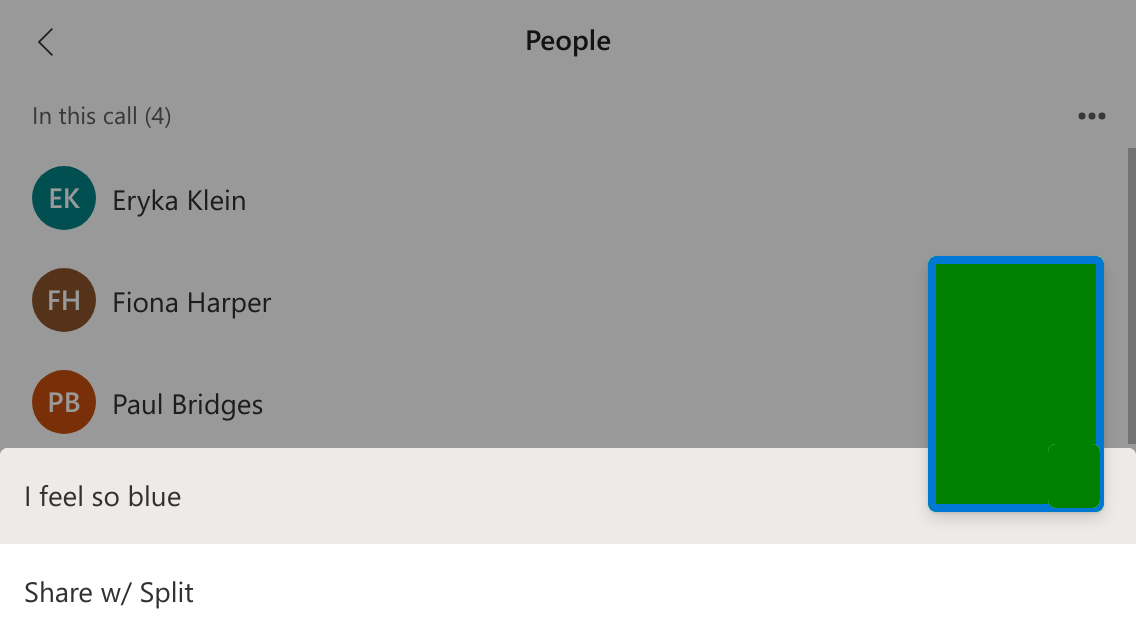 People
In this call (4)
EK Eryka Klein
FH Fiona Harper
PB Paul Bridges
I feel so blue
Share w/ Split